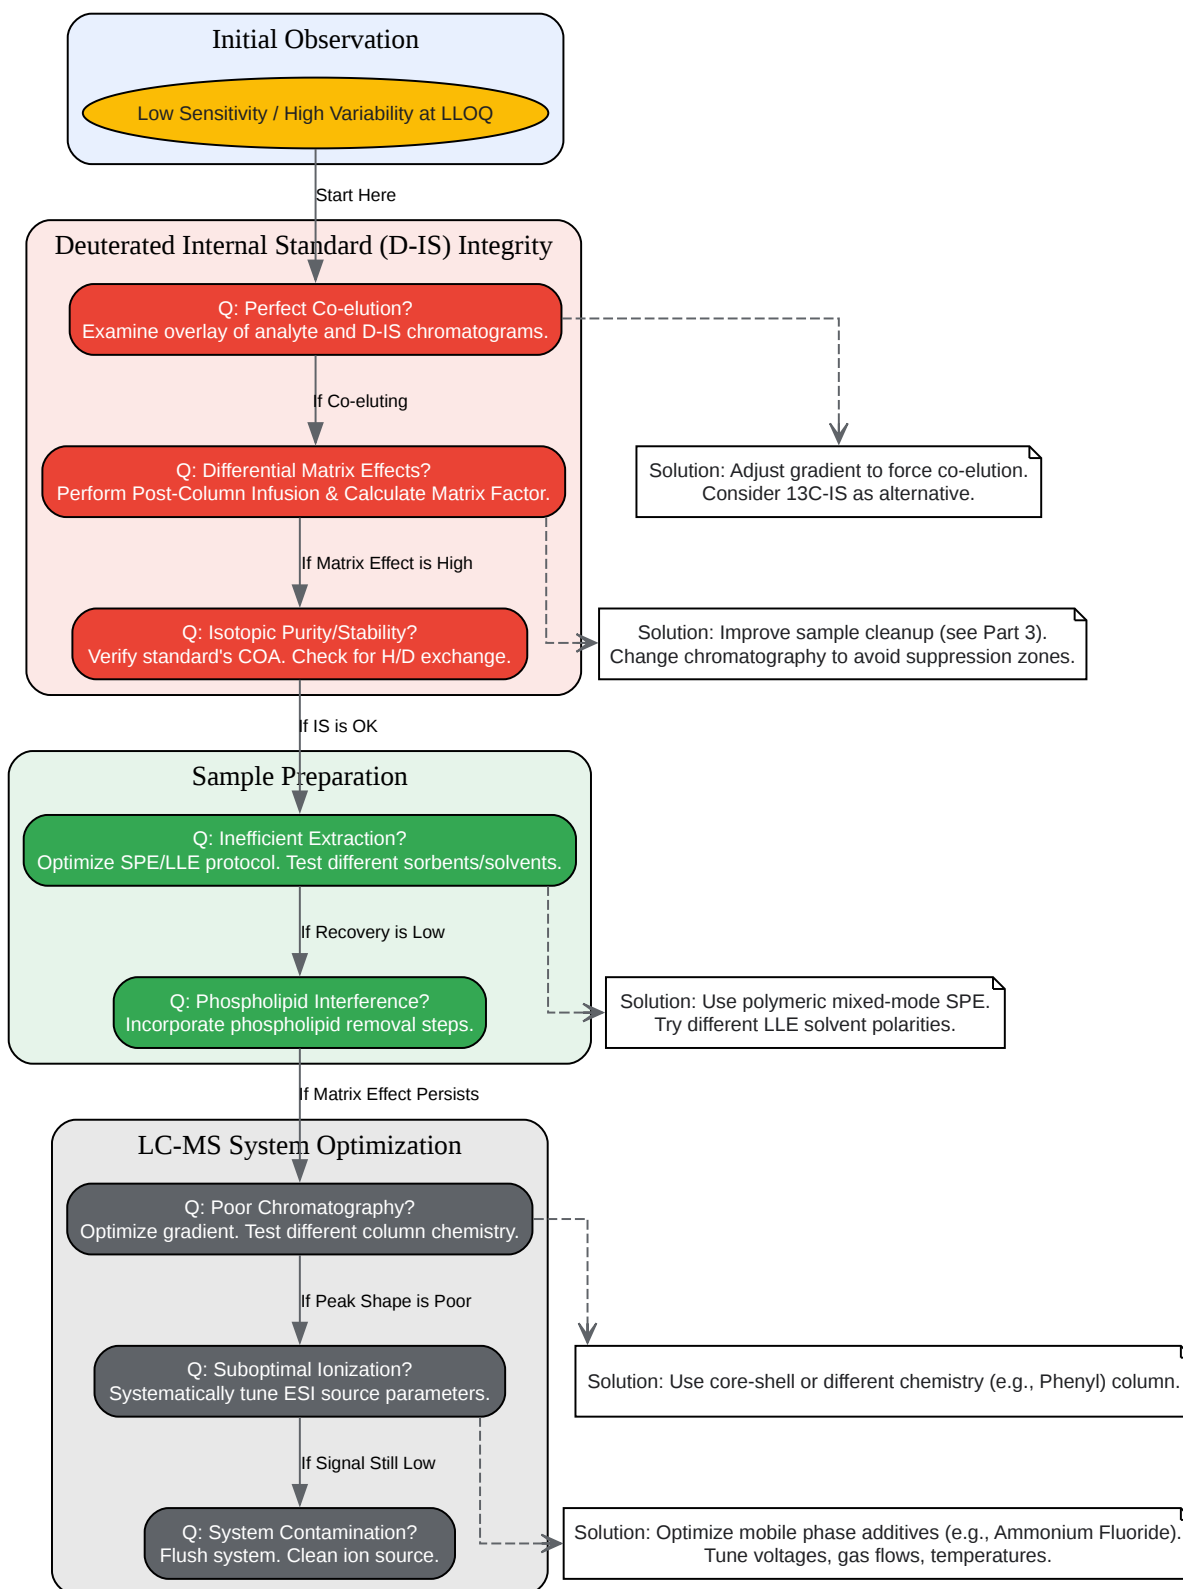 Initial Observation
Low Sensitivity / High Variability at LLOQ
Start Here
Deuterated Internal Standard (D-IS) Integrity
Q: Perfect Co-elution?
Examine overlay of analyte and D-IS chromatograms.
If Co-eluting
Q: Differential Matrix Effects?
Perform Post-Column Infusion & Calculate Matrix Factor.
Solution: Adjust gradient to force co-elution.
Consider 13C-IS as alternative.
If Matrix Effect is High
Q: Isotopic Purity/Stability?
Verify standard's COA. Check for H/D exchange.
Solution: Improve sample cleanup (see Part 3).
Change chromatography to avoid suppression zones.
If IS is OK
Sample Preparation
Q: Inefficient Extraction?
Optimize SPE/LLE protocol. Test different sorbents/solvents.
If Recovery is Low
Q: Phospholipid Interference?
Incorporate phospholipid removal steps.
Solution: Use polymeric mixed-mode SPE.
Try different LLE solvent polarities.
If Matrix Effect Persists
LC-MS System Optimization
Q: Poor Chromatography?
Optimize gradient. Test different column chemistry.
If Peak Shape is Poor
Q: Suboptimal Ionization?
Systematically tune ESI source parameters.
Solution: Use core-shell or different chemistry (e.g., Phenyl) column.
If Signal Still Low
Q: System Contamination?
Flush system. Clean ion source.
Solution: Optimize mobile phase additives (e.g., Ammonium Fluoride).
Tune voltages, gas flows, temperatures.